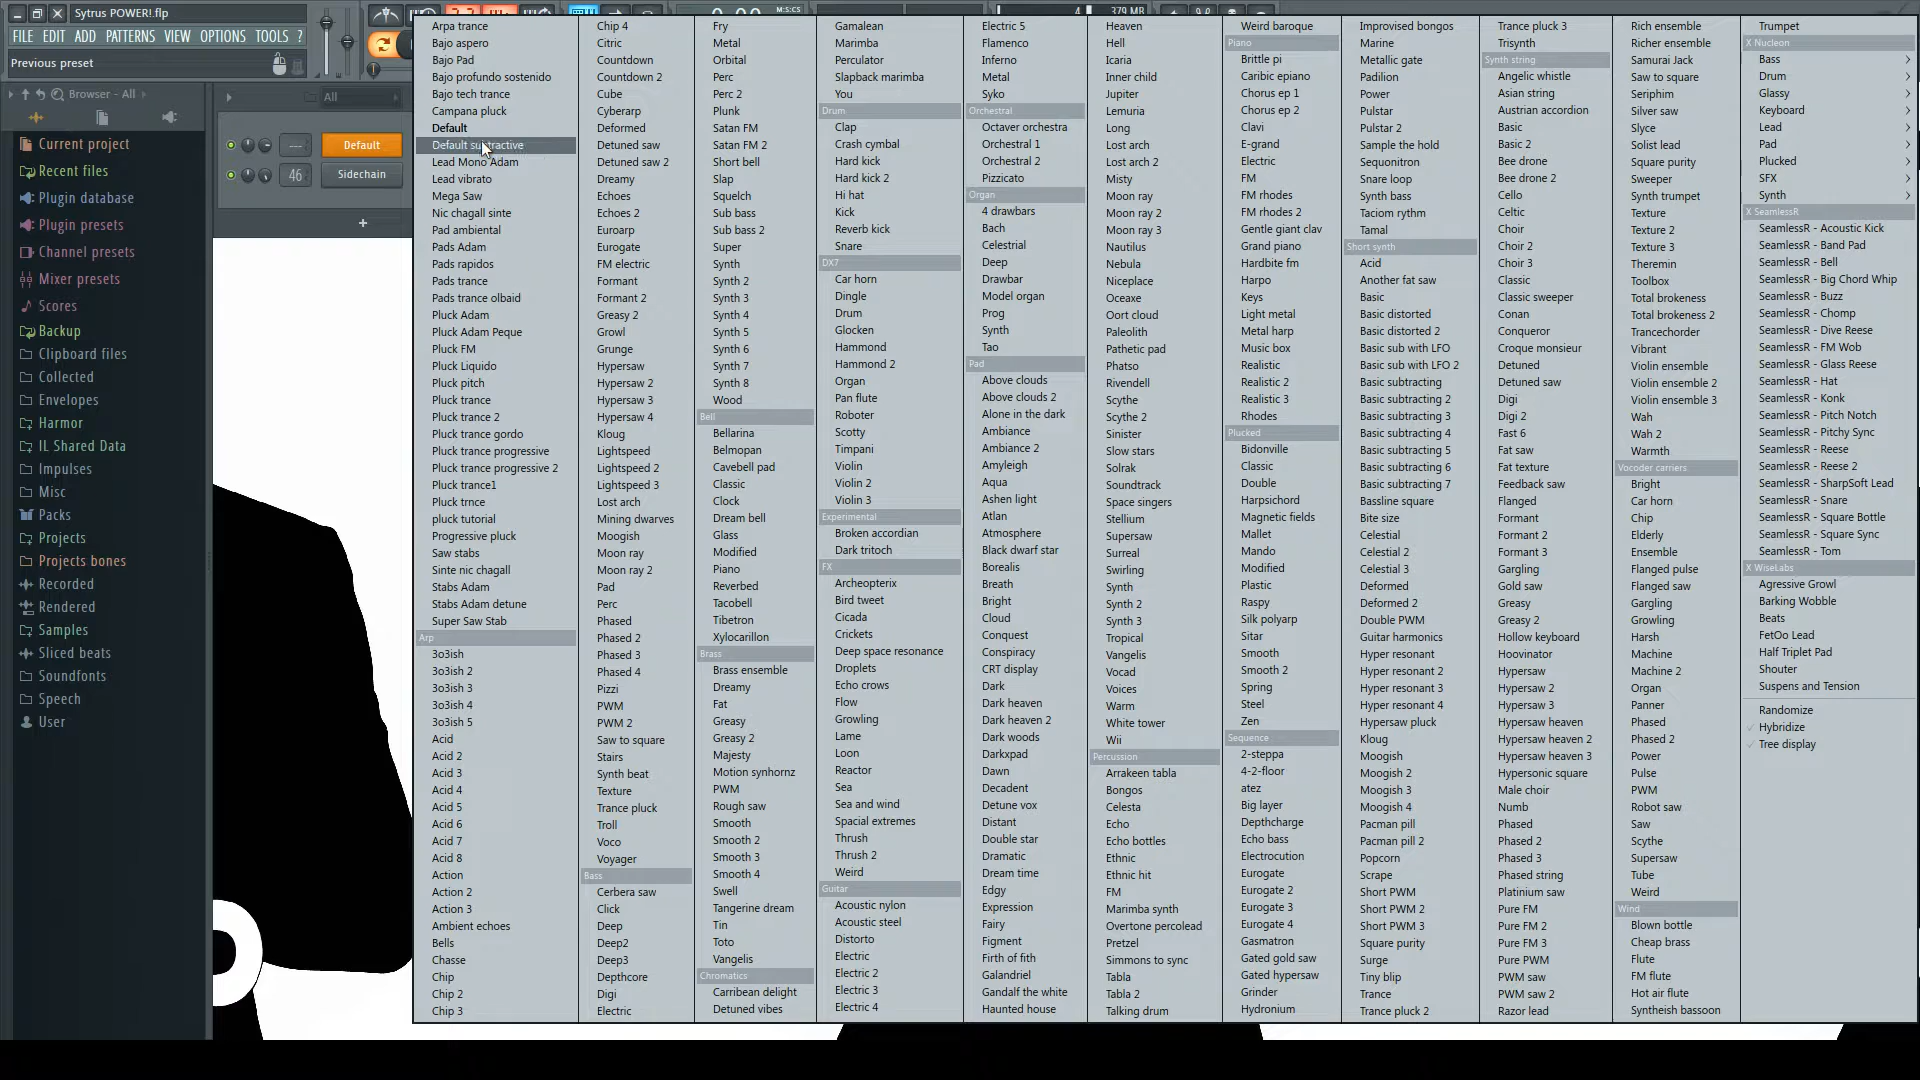 Sytrus POWER!.flp
FILE EDIT ADD PATTERNS VIEW OPTIONS TOOLS ?
Previous preset
379 MB
M:S:CS
Browser - All
All
Current project
Recent files
Plugin database
Plugin presets
Channel presets
Mixer presets
Scores
Backup
Clipboard files
Collected
Envelopes
Harmor
IL Shared Data
Impulses
Misc
Packs
Projects
Projects bones
Recorded
Rendered
Samples
Sliced beats
Soundfonts
Speech
User
--- Default
46 Sidechain
+
Arpa trance
Bajo aspero
Bajo Pad
Bajo profundo sostenido
Bajo tech trance
Campana pluck
Default
Default subtractive
Lead Mono Adam
Lead vibrato
Mega Saw
Nic chagall sinte
Pad ambiental
Pads Adam
Pads rapidos
Pads trance
Pads trance olbaid
Pluck Adam
Pluck Adam Peque
Pluck FM
Pluck Liquido
Pluck pitch
Pluck trance
Pluck trance 2
Pluck trance gordo
Pluck trance progressive
Pluck trance progressive 2
Pluck trance1
Pluck trnce
pluck tutorial
Progressive pluck
Saw stabs
Sinte nic chagall
Stabs Adam
Stabs Adam detune
Super Saw Stab
Arp
3o3ish
3o3ish 2
3o3ish 3
3o3ish 4
3o3ish 5
Acid
Acid 2
Acid 3
Acid 4
Acid 5
Acid 6
Acid 7
Acid 8
Action
Action 2
Action 3
Ambient echoes
Bells
Chasse
Chip
Chip 2
Chip 3
Chip 4
Citric
Countdown
Countdown 2
Cube
Cyberarp
Deformed
Detuned saw
Detuned saw 2
Dreamy
Echoes
Echoes 2
Euroarp
Eurogate
FM electric
Formant
Formant 2
Greasy 2
Growl
Grunge
Hypersaw
Hypersaw 2
Hypersaw 3
Hypersaw 4
Kloug
Lightspeed
Lightspeed 2
Lightspeed 3
Lost arch
Mining dwarves
Moogish
Moon ray
Moon ray 2
Pad
Perc
Phased
Phased 2
Phased 3
Phased 4
Pizzi
PWM
PWM 2
Saw to square
Stairs
Synth beat
Texture
Trance pluck
Troll
Voco
Voyager
Bass
Cerbera saw
Click
Deep
Deep2
Deep3
Depthcore
Digi
Electric
Fry
Metal
Orbital
Perc
Perc 2
Plunk
Satan FM
Satan FM 2
Short bell
Slap
Squelch
Sub bass
Sub bass 2
Super
Synth
Synth 2
Synth 3
Synth 4
Synth 5
Synth 6
Synth 7
Synth 8
Wood
Bell
Bellarina
Belmopan
Cavebell pad
Classic
Clock
Dream bell
Glass
Modified
Piano
Reverbed
Tacobell
Tibetron
Xylocarillon
Brass
Brass ensemble
Dreamy
Fat
Greasy
Greasy 2
Majesty
Motion synhornz
PWM
Rough saw
Smooth
Smooth 2
Smooth 3
Smooth 4
Swell
Tangerine dream
Tin
Toto
Vangelis
Chromatics
Carribean delight
Detuned vibes
Gamalean
Marimba
Perculator
Slapback marimba
You
Drum
Clap
Crash cymbal
Hard kick
Hard kick 2
Hi hat
Kick
Reverb kick
Snare
DX7
Car horn
Dingle
Drum
Glocken
Hammond
Hammond 2
Organ
Pan flute
Roboter
Scotty
Timpani
Violin
Violin 2
Violin 3
Experimental
Broken accordian
Dark tritoch
FX
Archeopterix
Bird tweet
Cicada
Crickets
Deep space resonance
Droplets
Echo crows
Flow
Growling
Lame
Loon
Reactor
Sea
Sea and wind
Spacial extremes
Thrush
Thrush 2
Weird
Guitar
Acoustic nylon
Acoustic steel
Distorto
Electric
Electric 2
Electric 3
Electric 4
Electric 5
Flamenco
Inferno
Metal
Syko
Orchestral
Octaver orchestra
Orchestral 1
Orchestral 2
Pizzicato
Organ
4 drawbars
Bach
Celestrial
Deep
Drawbar
Model organ
Prog
Synth
Tao
Pad
Above clouds
Above clouds 2
Alone in the dark
Ambiance
Ambiance 2
Amyleigh
Aqua
Ashen light
Atlan
Atmosphere
Black dwarf star
Borealis
Breath
Bright
Cloud
Conquest
Conspiracy
CRT display
Dark
Dark heaven
Dark heaven 2
Dark woods
Darkxpad
Dawn
Decadent
Detune vox
Distant
Double star
Dramatic
Dream time
Edgy
Expression
Fairy
Figment
Firth of fith
Galandriel
Gandalf the white
Haunted house
Heaven
Hell
Icaria
Inner child
Jupiter
Lemuria
Long
Lost arch
Lost arch 2
Misty
Moon ray
Moon ray 2
Moon ray 3
Nautilus
Nebula
Niceplace
Oceaxe
Oort cloud
Paleolith
Pathetic pad
Phatso
Rivendell
Scythe
Scythe 2
Sinister
Slow stars
Solrak
Soundtrack
Space singers
Stellium
Supersaw
Surreal
Swirling
Synth
Synth 2
Synth 3
Tropical
Vangelis
Vocad
Voices
Warm
White tower
Wii
Percussion
Arrakeen tabla
Bongos
Celesta
Echo
Echo bottles
Ethnic
Ethnic hit
FM
Marimba synth
Overtone percolead
Pretzel
Simmons to sync
Tabla
Tabla 2
Talking drum
Weird baroque
Piano
Brittle pi
Caribic epiano
Chorus ep 1
Chorus ep 2
Clavi
E-grand
Electric
FM
FM rhodes
FM rhodes 2
Gentle giant clav
Grand piano
Hardbite fm
Harpo
Keys
Light metal
Metal harp
Music box
Realistic
Realistic 2
Realistic 3
Rhodes
Plucked
Bidonville
Classic
Double
Harpsichord
Magnetic fields
Mallet
Mando
Modified
Plastic
Raspy
Silk polyarp
Sitar
Smooth
Smooth 2
Spring
Steel
Zen
Sequence
2-steppa
4-2-floor
atez
Big layer
Depthcharge
Echo bass
Electrocution
Eurogate
Eurogate 2
Eurogate 3
Eurogate 4
Gasmatron
Gated gold saw
Gated hypersaw
Grinder
Hydronium
Improvised bongos
Marine
Metallic gate
Padilion
Power
Pulstar
Pulstar 2
Sample the hold
Sequonitron
Snare loop
Synth bass
Taciom rythm
Tamal
Short synth
Acid
Another fat saw
Basic
Basic distorted
Basic distorted 2
Basic sub with LFO
Basic sub with LFO 2
Basic subtracting
Basic subtracting 2
Basic subtracting 3
Basic subtracting 4
Basic subtracting 5
Basic subtracting 6
Basic subtracting 7
Bassline square
Bite size
Celestial
Celestial 2
Celestial 3
Deformed
Deformed 2
Double PWM
Guitar harmonics
Hyper resonant
Hyper resonant 2
Hyper resonant 3
Hyper resonant 4
Hypersaw pluck
Kloug
Moogish
Moogish 2
Moogish 3
Moogish 4
Pacman pill
Pacman pill 2
Popcorn
Scrape
Short PWM
Short PWM 2
Short PWM 3
Square purity
Surge
Tiny blip
Trance
Trance pluck 2
Trance pluck 3
Trisynth
Synth string
Angelic whistle
Asian string
Austrian accordion
Basic
Basic 2
Bee drone
Bee drone 2
Cello
Celtic
Choir
Choir 2
Choir 3
Classic
Classic sweeper
Conan
Conqueror
Croque monsieur
Detuned
Detuned saw
Digi
Digi 2
Fast 6
Fat saw
Fat texture
Feedback saw
Flanged
Formant
Formant 2
Formant 3
Gargling
Gold saw
Greasy
Greasy 2
Hollow keyboard
Hoovinator
Hypersaw
Hypersaw 2
Hypersaw 3
Hypersaw heaven
Hypersaw heaven 2
Hypersaw heaven 3
Hypersonic square
Male choir
Numb
Phased
Phased 2
Phased 3
Phased string
Platinium saw
Pure FM
Pure FM 2
Pure FM 3
Pure PWM
PWM saw
PWM saw 2
Razor lead
Rich ensemble
Richer ensemble
Samurai Jack
Saw to square
Seriphim
Silver saw
Slyce
Solist lead
Square purity
Sweeper
Synth trumpet
Texture
Texture 2
Texture 3
Theremin
Toolbox
Total brokeness
Total brokeness 2
Trancechorder
Vibrant
Violin ensemble
Violin ensemble 2
Violin ensemble 3
Wah
Wah 2
Warmth
Vocoder carriers
Bright
Car horn
Chip
Elderly
Ensemble
Flanged pulse
Flanged saw
Gargling
Growling
Harsh
Machine
Machine 2
Organ
Panner
Phased
Phased 2
Power
Pulse
PWM
Robot saw
Saw
Scythe
Supersaw
Tube
Weird
Wind
Blown bottle
Cheap brass
Flute
FM flute
Hot air flute
Syntheish bassoon
Trumpet
X Nucleon
Bass
Drum
Glassy
Keyboard
Lead
Pad
Plucked
SFX
Synth
X SeamlessR
SeamlessR - Acoustic Kick
SeamlessR - Band Pad
SeamlessR - Bell
SeamlessR - Big Chord Whip
SeamlessR - Buzz
SeamlessR - Chomp
SeamlessR - Dive Reese
SeamlessR - FM Wob
SeamlessR - Glass Reese
SeamlessR - Hat
SeamlessR - Konk
SeamlessR - Pitch Notch
SeamlessR - Pitchy Sync
SeamlessR - Reese
SeamlessR - Reese 2
SeamlessR - SharpSoft Lead
SeamlessR - Snare
SeamlessR - Square Bottle
SeamlessR - Square Sync
SeamlessR - Tom
X WiseLabs
Agressive Growl
Barking Wobble
Beats
FetOo Lead
Half Triplet Pad
Shouter
Suspens and Tension
Randomize
Hybridize
Tree display